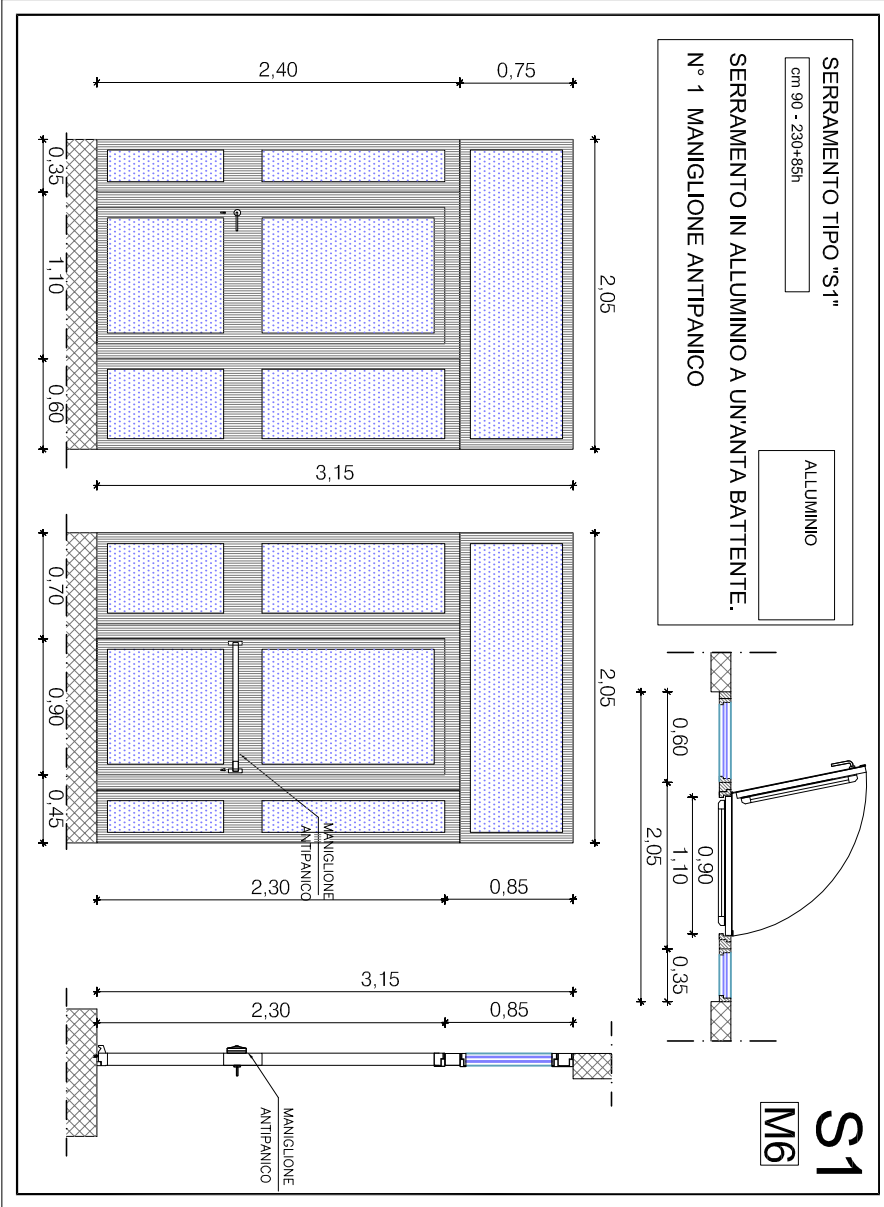 SERRAMENTO TIPO "S1"
cm 90 - 230+85h
ALLUMINIO
SERRAMENTO IN ALLUMINIO A UN'ANTA BATTENTE.
N° 1 MANIGLIONE ANTIPANICO
S1
M6
0,60
0,90
1,10
0,35
2,05
2,05
0,75
2,40
0,35
1,10
0,60
3,15
2,05
0,70
0,90
0,45
MANIGLIONE
ANTIPANICO
0,85
2,30
3,15
0,85
2,30
MANIGLIONE
ANTIPANICO